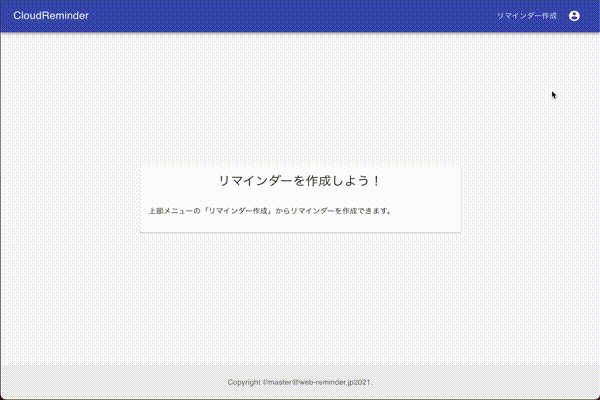 CloudReminder
リマインダー作成
リマインダーを作成しよう！
上部メニューの「リマインダー作成」からリマインダーを作成できます。
Copyright ©master@web-reminder.jp2021.